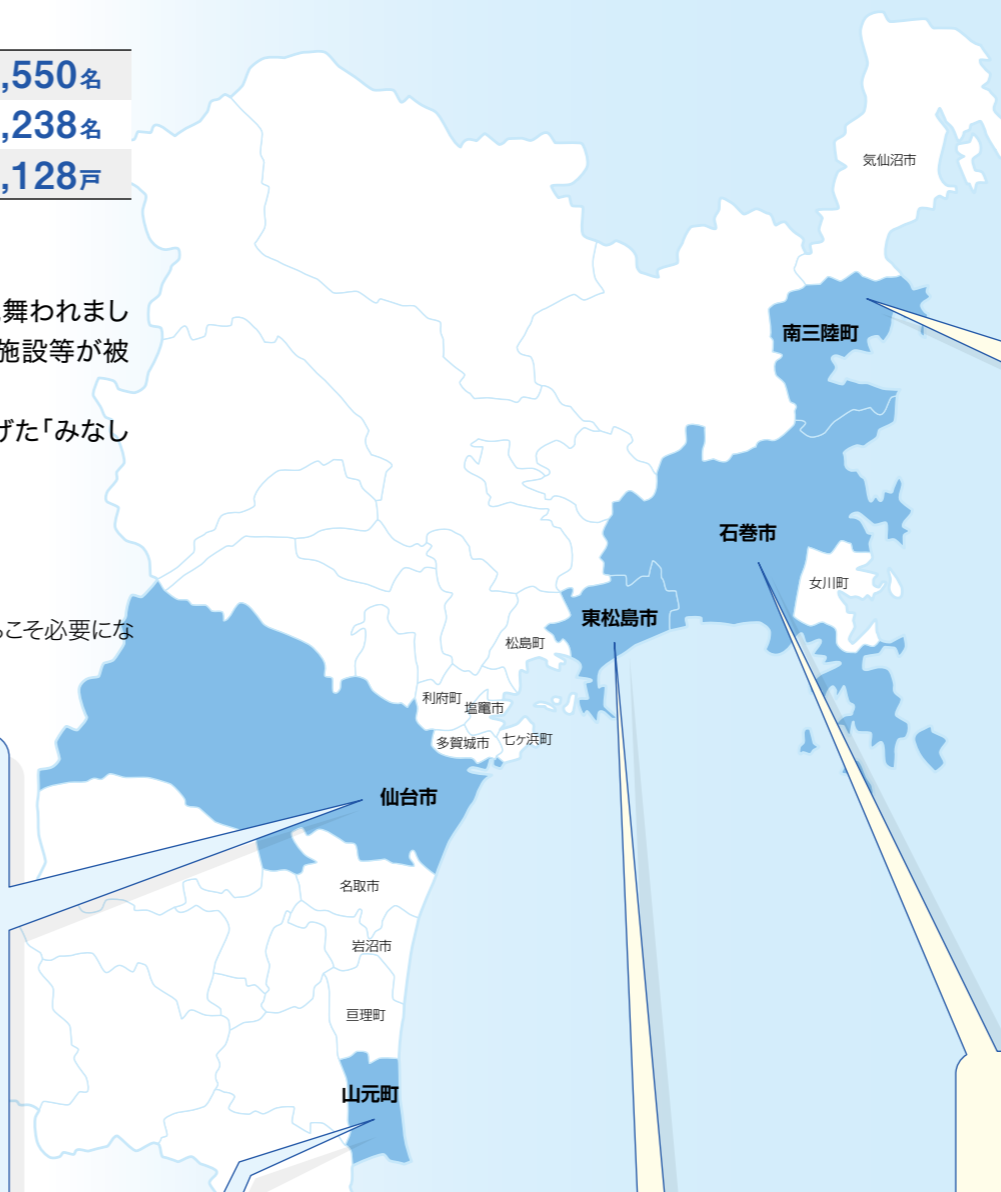 ,550名
,238名
,128戸
舞われまし
施設等が被
げた「みなし
こそ必要にな
気仙沼市
南三陸町
石巻市
女川町
東松島市
松島町
利府町
塩竈市
多賀城市
七ヶ浜町
仙台市
名取市
岩沼市
亘理町
山元町